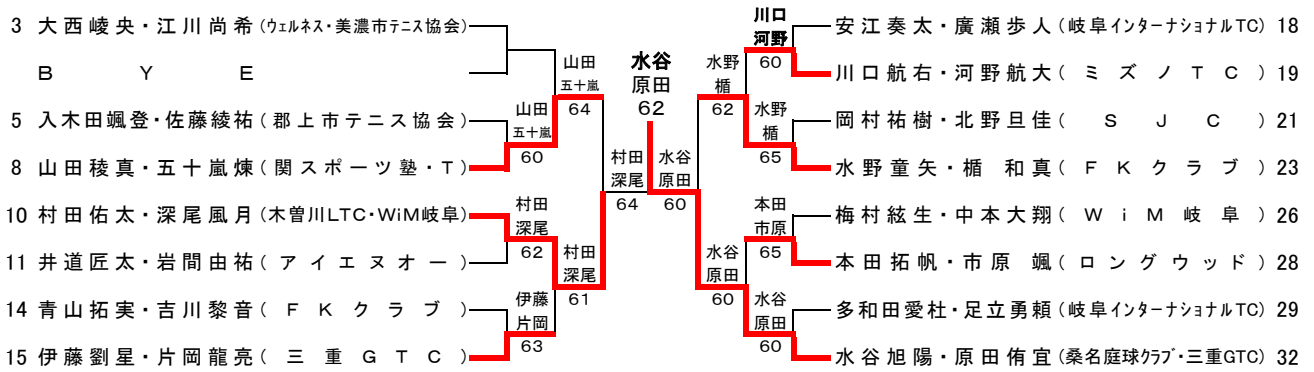 3 大西崚央・江川尚希(ウェルネス・美濃市テニス協会)
B Y E
5 入木田颯登・佐藤綾祐(郡上市テニス協会)
8 山田稜真・五十嵐煉(関スポーツ塾・T)
10 村田佑太・深尾風月(木曽川LTC・WiM岐阜)
11 井道匠太・岩間由祐(アイエヌオー)
14 青山拓実・吉川黎音(FKクラブ)
15 伊藤劉星・片岡龍亮(三重GTC)
山田
五十嵐
60
村田
深尾
62
伊藤
片岡
63
山田
五十嵐
64
村田
深尾
61
村田
深尾
64
水谷
原田
62
水谷
原田
60
水野
楯
62
水谷
原田
60
川口
河野
60
水野
楯
65
本田
市原
65
水谷
原田
60
安江奏太・廣瀬歩人(岐阜インターナショナルTC) 18
川口航右・河野航大(ミズノTC) 19
岡村祐樹・北野旦佳(SJC) 21
水野童矢・楯 和真(FKクラブ) 23
梅村絃生・中本大翔(WiM岐阜) 26
本田拓帆・市原 颯(ロングウッド) 28
多和田愛杜・足立勇頼(岐阜インターナショナルTC) 29
水谷旭陽・原田侑宜(桑名庭球クラブ・三重GTC) 32